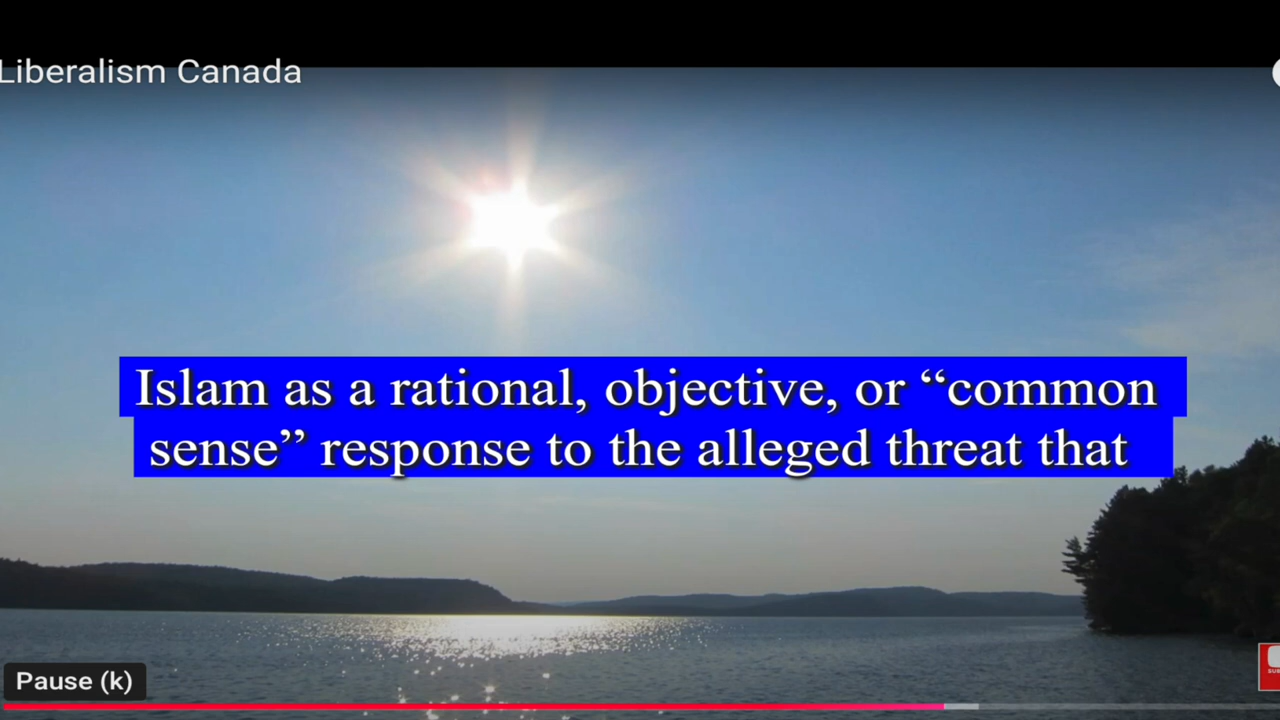 Liberalism Canada
Islam as a rational, objective, or “common
sense” response to the alleged threat that
Pause (k)